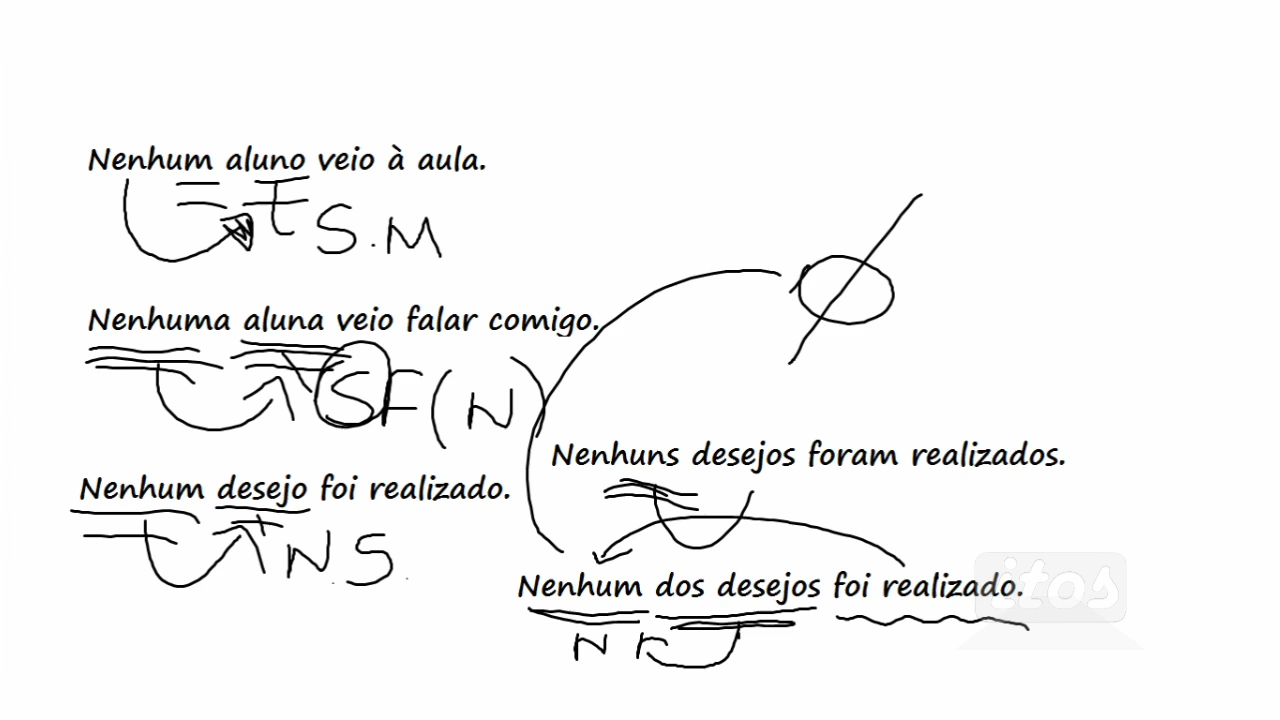 Nenhum aluno veio à aula.
S.M
Nenhuma aluna veio falar comigo.
SF(N)
Nenhuns desejos foram realizados.
Nenhum desejo foi realizado.
N.S.
Nenhum dos desejos foi realizado.
itos
N